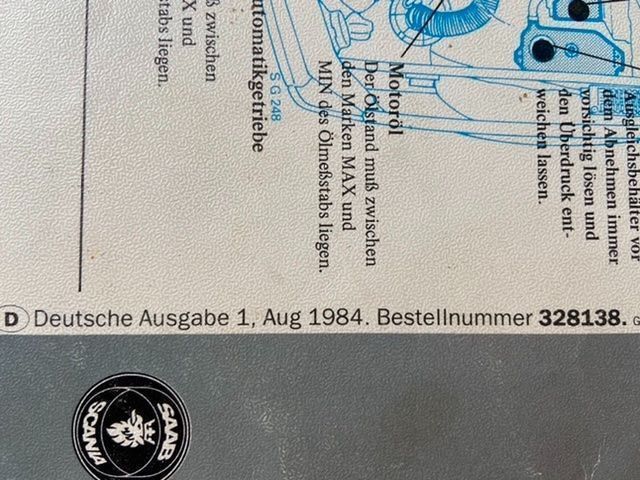 X und
stabs liegen.
ß zwischen
utomatikgetriebe
S G 248
Motoröl
Der Ölstand muß zwischen
den Marken MAX und
MIN des Ölmeßstabs liegen.
Ausgleichsbehälter vor
dem Abnehmen immer
vorsichtig lösen und
den Überdruck ent-
weichen lassen.
D Deutsche Ausgabe 1, Aug 1984. Bestellnummer 328138. G
SAAB
SCANIA